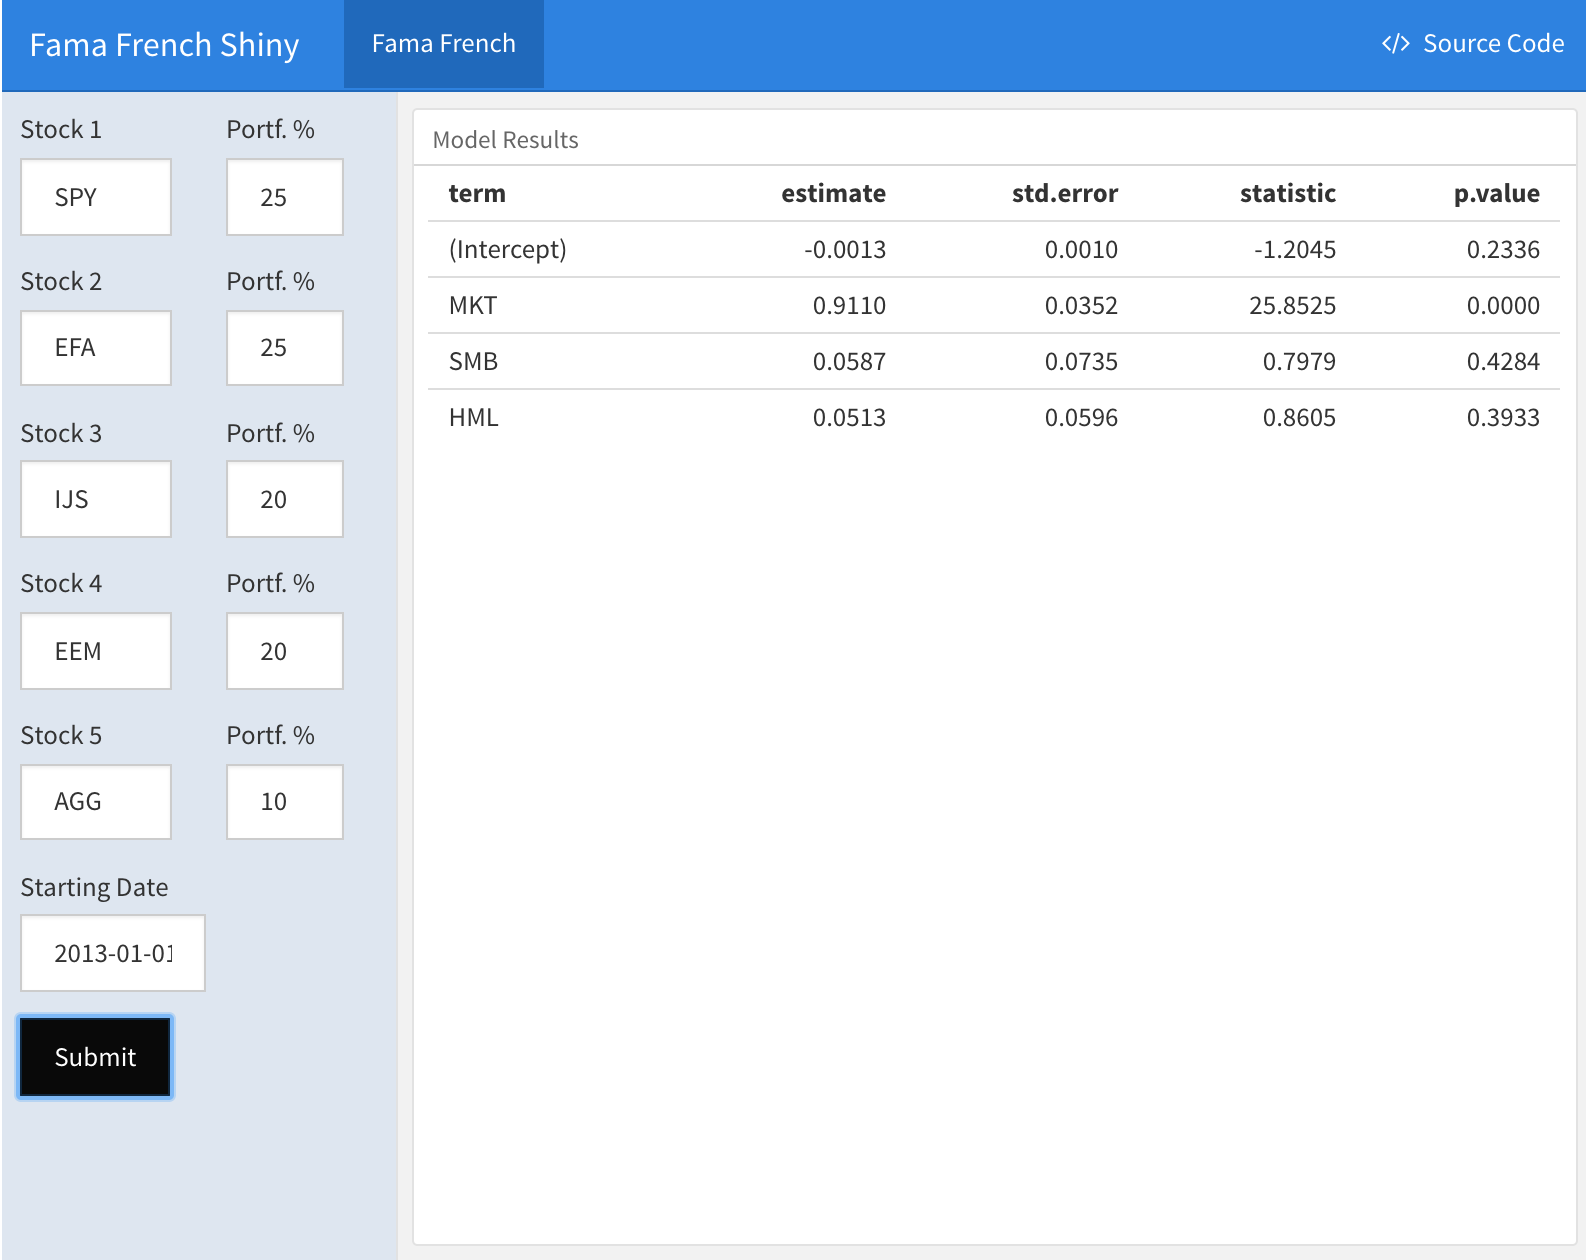 Fama French Shiny Fama French </> Source Code
Stock 1 Portf. %
SPY 25
Stock 2 Portf. %
EFA 25
Stock 3 Portf. %
IJS 20
Stock 4 Portf. %
EEM 20
Stock 5 Portf. %
AGG 10
Starting Date
2013-01-01
Submit
Model Results
term estimate std.error statistic p.value
(Intercept) -0.0013 0.0010 -1.2045 0.2336
MKT 0.9110 0.0352 25.8525 0.0000
SMB 0.0587 0.0735 0.7979 0.4284
HML 0.0513 0.0596 0.8605 0.3933